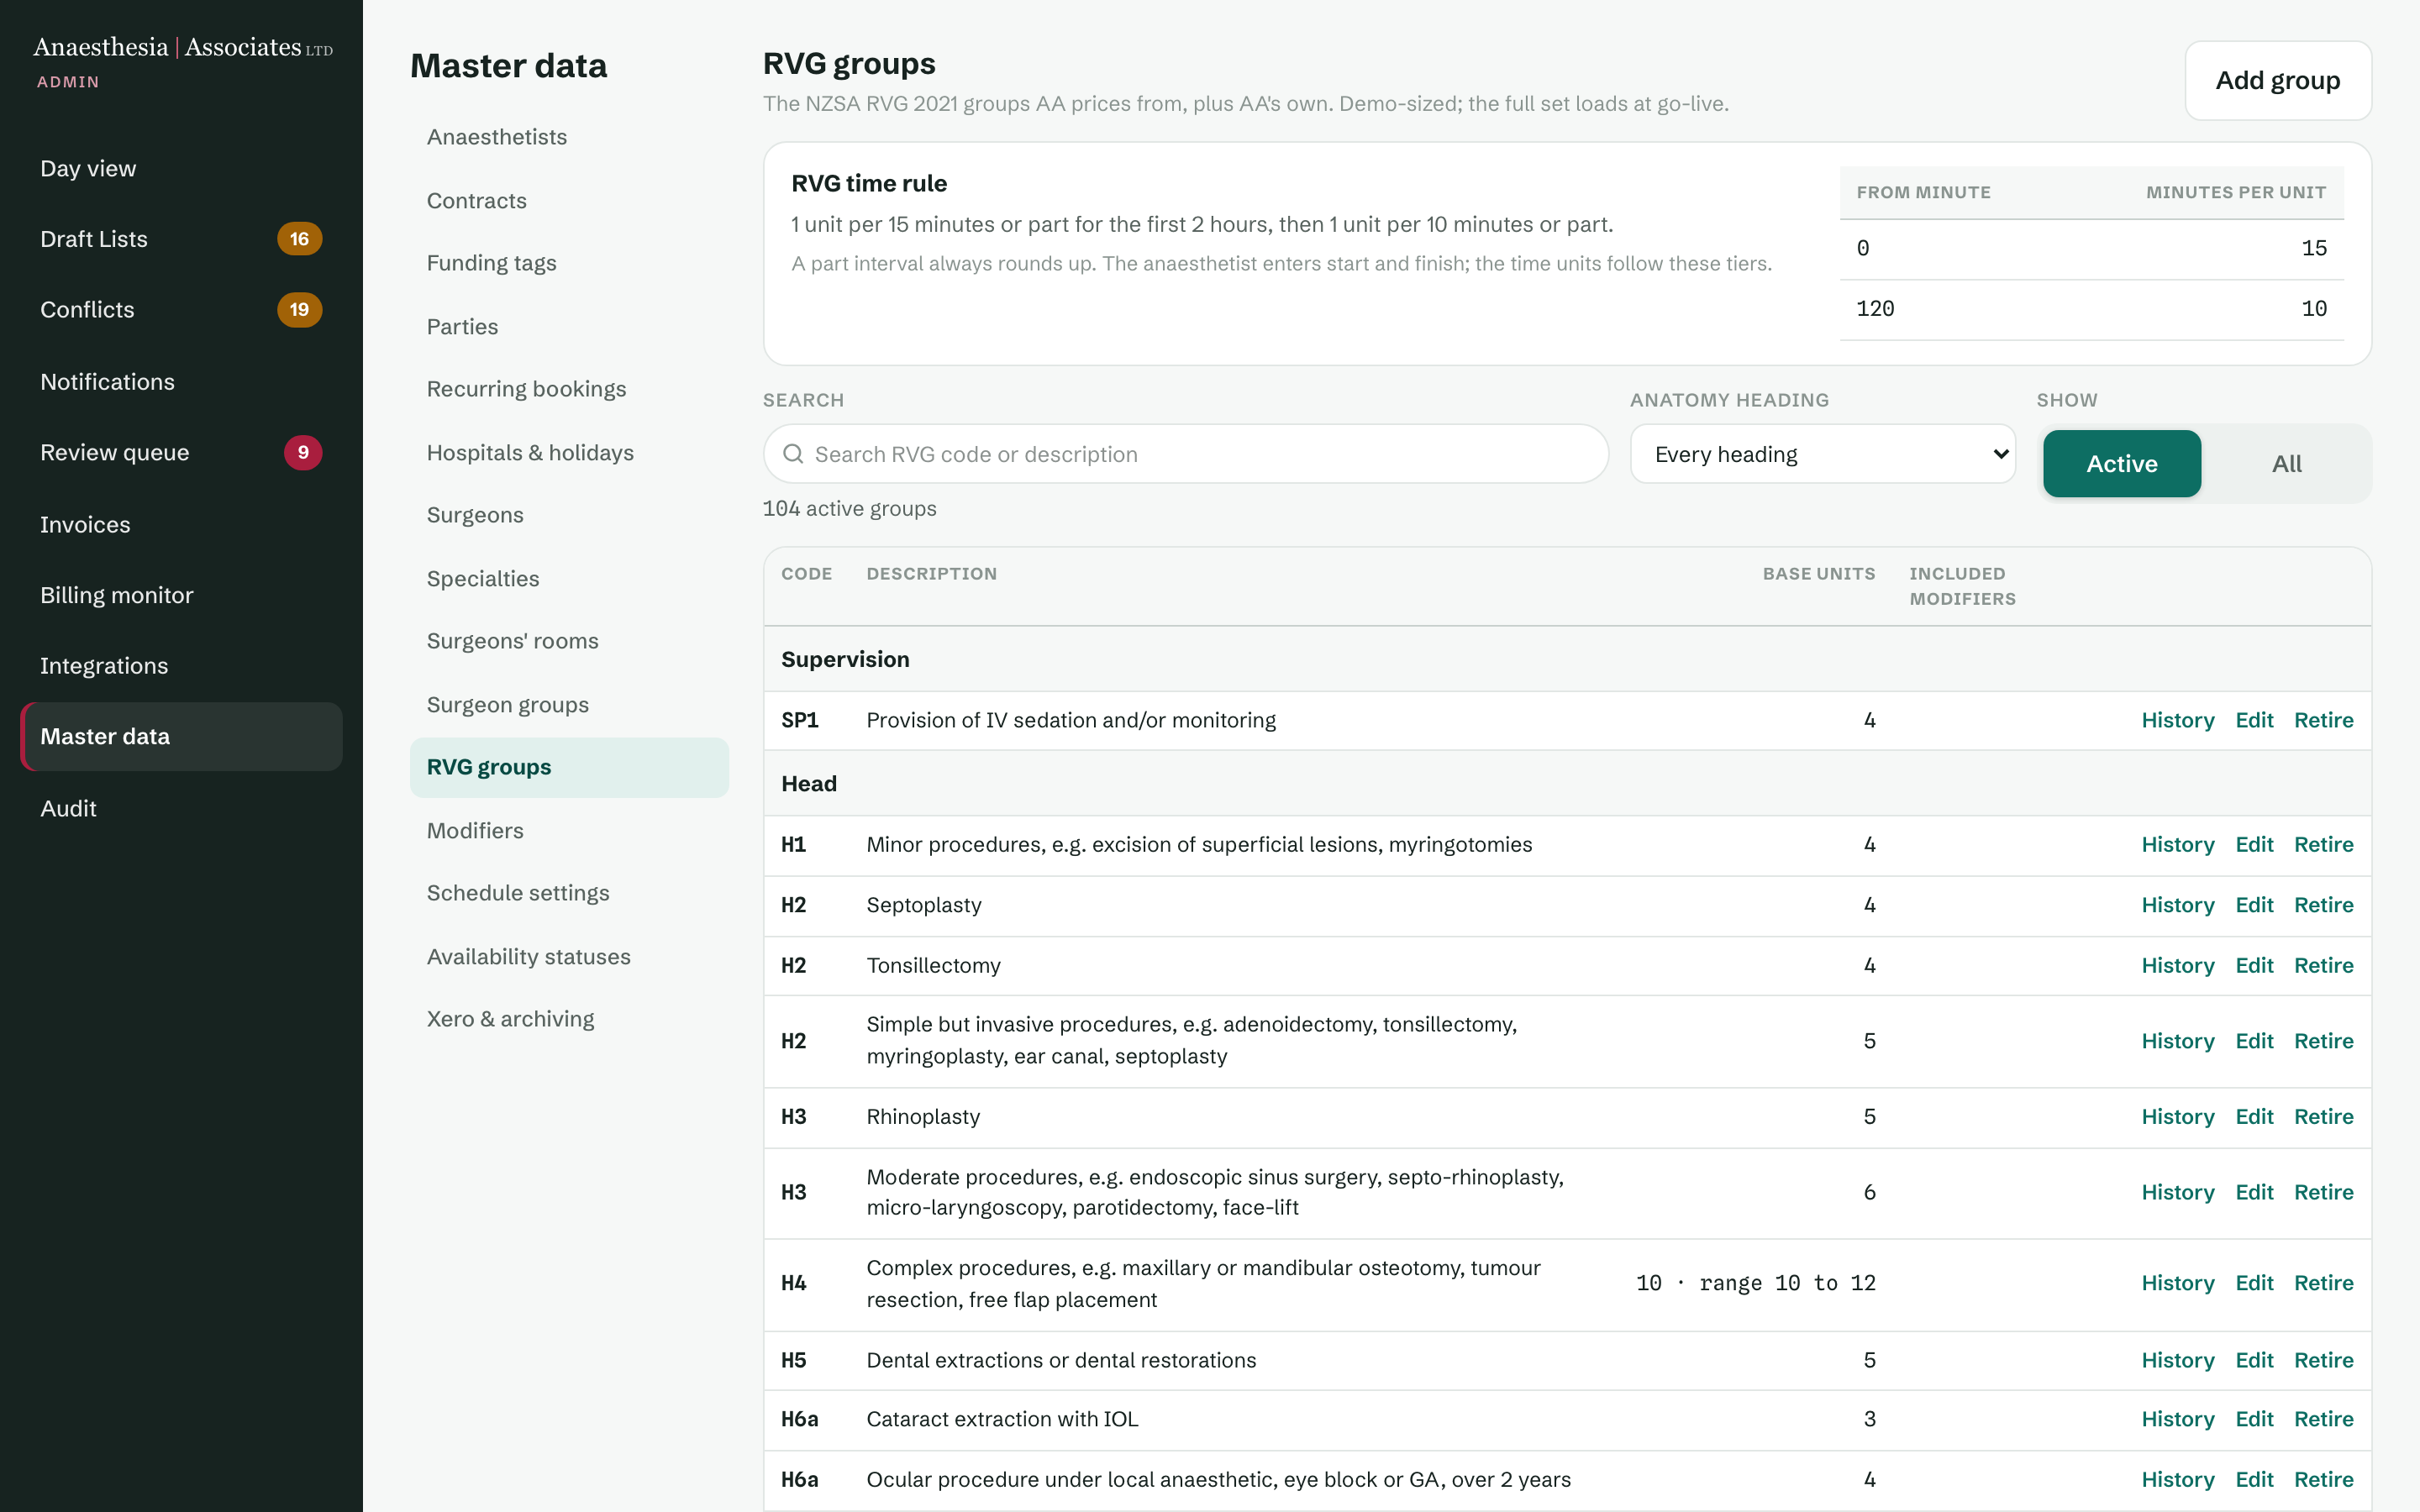 Anaesthesia | Associates LTD
ADMIN
Day view
Draft Lists 16
Conflicts 19
Notifications
Review queue 9
Invoices
Billing monitor
Integrations
Master data
Audit
Master data
Anaesthetists
Contracts
Funding tags
Parties
Recurring bookings
Hospitals & holidays
Surgeons
Specialties
Surgeons' rooms
Surgeon groups
RVG groups
Modifiers
Schedule settings
Availability statuses
Xero & archiving
RVG groups
The NZSA RVG 2021 groups AA prices from, plus AA's own. Demo-sized; the full set loads at go-live.
Add group
RVG time rule
1 unit per 15 minutes or part for the first 2 hours, then 1 unit per 10 minutes or part.
A part interval always rounds up. The anaesthetist enters start and finish; the time units follow these tiers.
FROM MINUTE MINUTES PER UNIT
0 15
120 10
SEARCH
Search RVG code or description
ANATOMY HEADING
Every heading
SHOW
Active All
104 active groups
CODE DESCRIPTION BASE UNITS INCLUDED
MODIFIERS
Supervision
SP1 Provision of IV sedation and/or monitoring 4 History Edit Retire
Head
H1 Minor procedures, e.g. excision of superficial lesions, myringotomies 4 History Edit Retire
H2 Septoplasty 4 History Edit Retire
H2 Tonsillectomy 4 History Edit Retire
H2 Simple but invasive procedures, e.g. adenoidectomy, tonsillectomy,
myringoplasty, ear canal, septoplasty 5 History Edit Retire
H3 Rhinoplasty 5 History Edit Retire
H3 Moderate procedures, e.g. endoscopic sinus surgery, septo-rhinoplasty,
micro-laryngoscopy, parotidectomy, face-lift 6 History Edit Retire
H4 Complex procedures, e.g. maxillary or mandibular osteotomy, tumour
resection, free flap placement 10 · range 10 to 12 History Edit Retire
H5 Dental extractions or dental restorations 5 History Edit Retire
H6a Cataract extraction with IOL 3 History Edit Retire
H6a Ocular procedure under local anaesthetic, eye block or GA, over 2 years 4 History Edit Retire